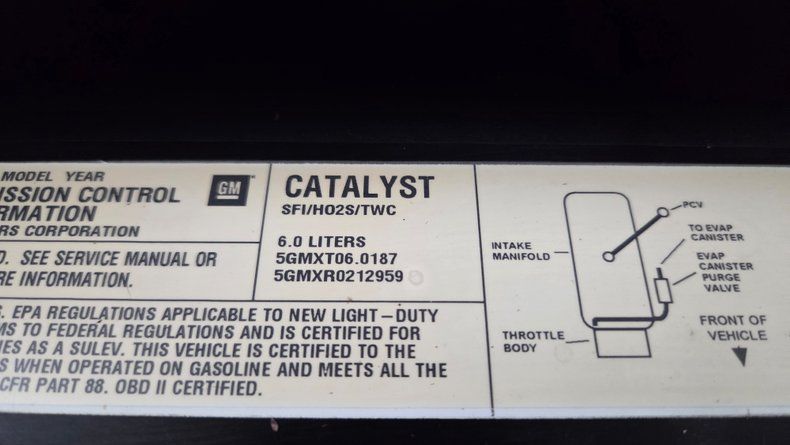 MODEL YEAR
ISSION CONTROL
RMATION
RS CORPORATION
GM
O. SEE SERVICE MANUAL OR
RE INFORMATION.
CATALYST
SFI/HO2S/TWC
6.0 LITERS
5GMXT06.0187
5GMXR0212959
. EPA REGULATIONS APPLICABLE TO NEW LIGHT-DUTY
MS TO FEDERAL REGULATIONS AND IS CERTIFIED FOR
IES AS A SULEV. THIS VEHICLE IS CERTIFIED TO THE
S WHEN OPERATED ON GASOLINE AND MEETS ALL THE
CFR PART 88. OBD II CERTIFIED.
PCV
TO EVAP
CANISTER
INTAKE
MANIFOLD
EVAP
CANISTER
PURGE
VALVE
THROTTLE
BODY
FRONT OF
VEHICLE